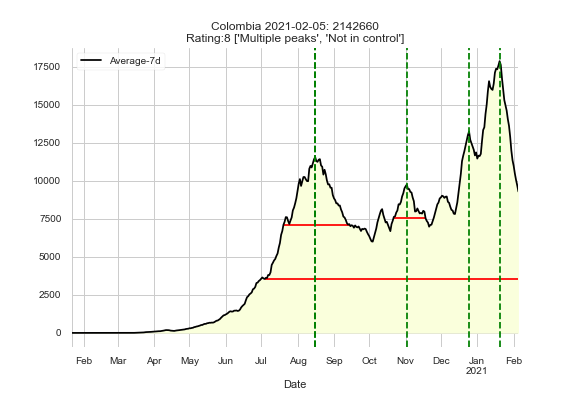 Colombia 2021-02-05: 2142660
Rating:8 ['Multiple peaks', 'Not in control']
Average-7d
17500
15000
12500
10000
7500
5000
2500
0
Feb Mar Apr May Jun Jul Aug Sep Oct Nov Dec Jan Feb
2021
Date